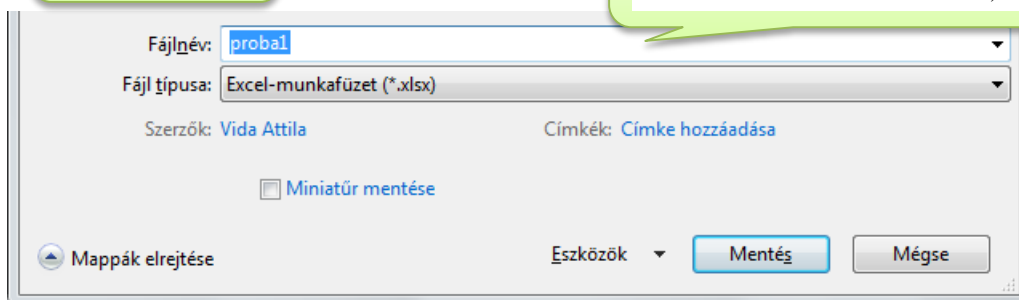 Fájlnév: proba1
Fájl típusa: Excel-munkafüzet (*.xlsx)
Szerzők: Vida Attila Címkék: Címke hozzáadása
Miniatűr mentése
Mappák elrejtése Eszközök Mentés Mégse